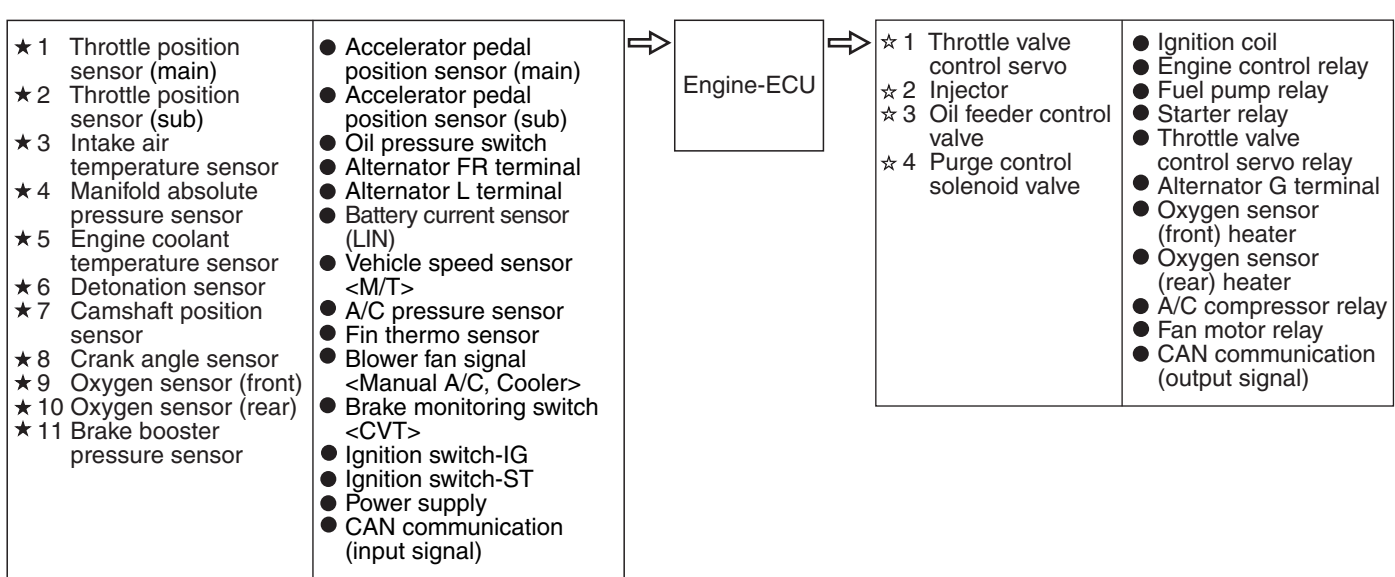 ★1 Throttle position
sensor (main)
★2 Throttle position
sensor (sub)
★3 Intake air
temperature sensor
★4 Manifold absolute
pressure sensor
★5 Engine coolant
temperature sensor
★6 Detonation sensor
★7 Camshaft position
sensor
★8 Crank angle sensor
★9 Oxygen sensor (front)
★10 Oxygen sensor (rear)
★11 Brake booster
pressure sensor
● Accelerator pedal
position sensor (main)
● Accelerator pedal
position sensor (sub)
● Oil pressure switch
● Alternator FR terminal
● Alternator L terminal
● Battery current sensor
(LIN)
● Vehicle speed sensor
<M/T>
● A/C pressure sensor
● Fin thermo sensor
● Blower fan signal
<Manual A/C, Cooler>
● Brake monitoring switch
<CVT>
● Ignition switch-IG
● Ignition switch-ST
● Power supply
● CAN communication
(input signal)
Engine-ECU
☆1 Throttle valve
control servo
☆2 Injector
☆3 Oil feeder control
valve
☆4 Purge control
solenoid valve
● Ignition coil
● Engine control relay
● Fuel pump relay
● Starter relay
● Throttle valve
control servo relay
● Alternator G terminal
● Oxygen sensor
(front) heater
● Oxygen sensor
(rear) heater
● A/C compressor relay
● Fan motor relay
● CAN communication
(output signal)